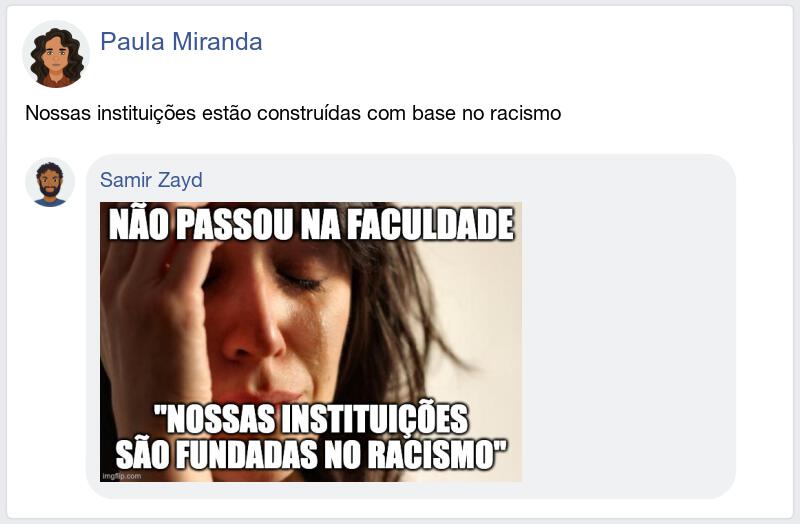 Paula Miranda
Nossas instituições estão construídas com base no racismo
Samir Zayd
NÃO PASSOU NA FACULDADE
"NOSSAS INSTITUIÇÕES
SÃO FUNDADAS NO RACISMO"
imgflip.com